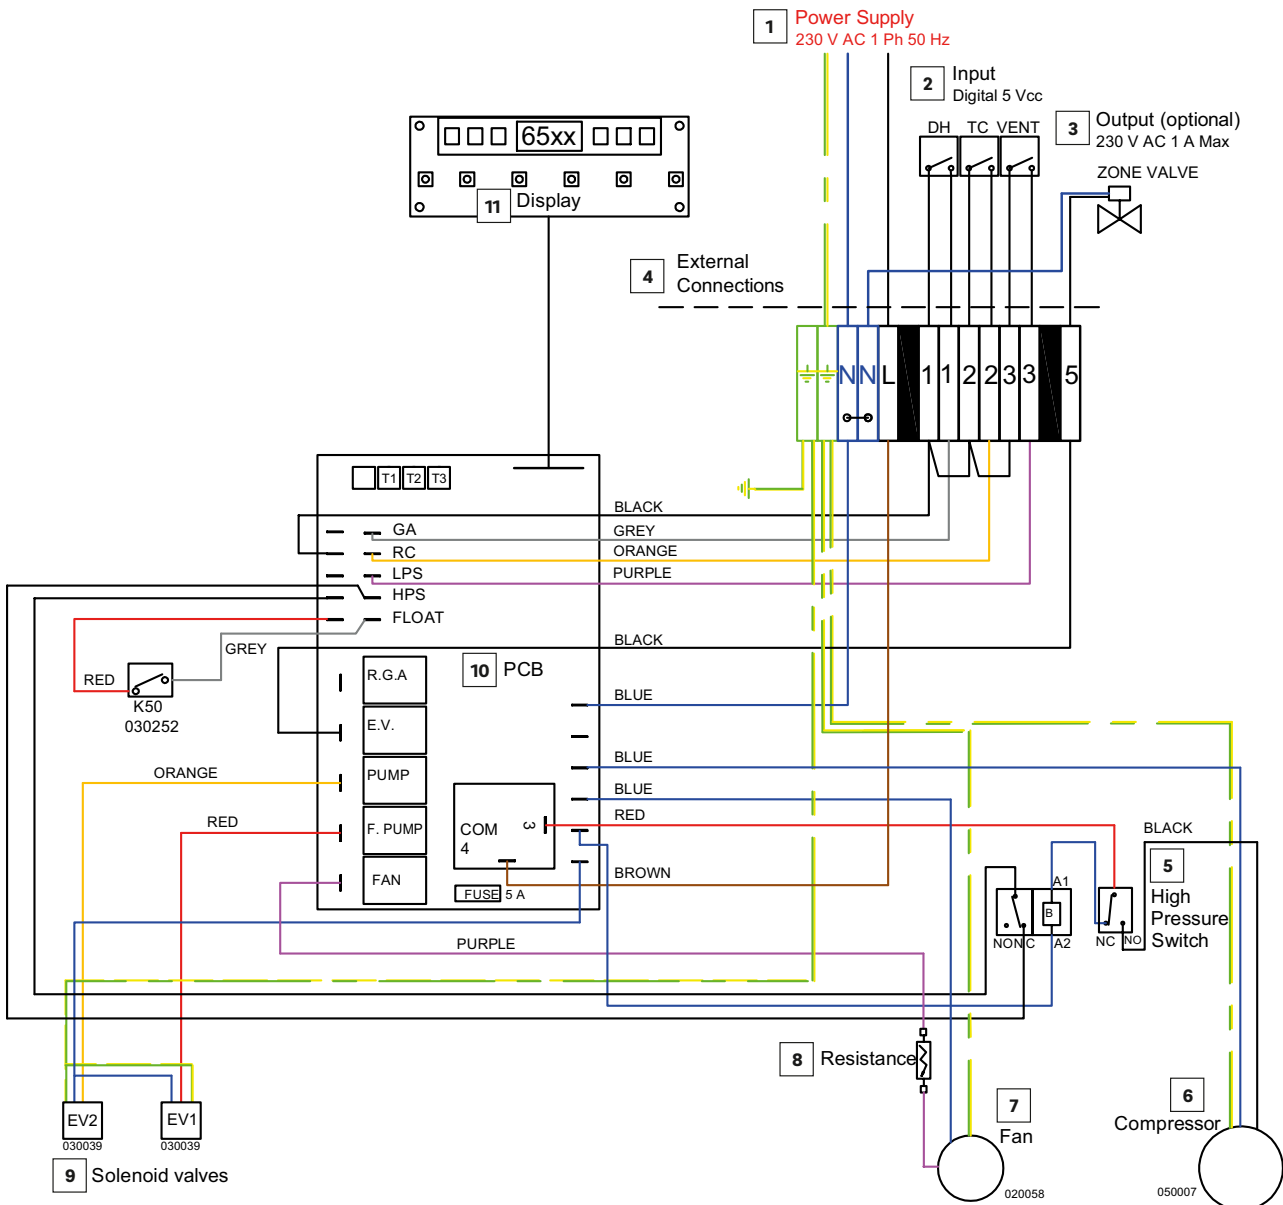 1 Power Supply
230 V AC 1 Ph 50 Hz
2 Input
Digital 5 Vcc
DH TC VENT
3 Output (optional)
230 V AC 1 A Max
ZONE VALVE
65xx
11 Display
4 External
Connections
N N L 1 1 2 2 3 3 5
T1 T2 T3
BLACK
GA GREY
RC ORANGE
LPS PURPLE
HPS
FLOAT
GREY
BLACK
RED
K50
030252
10 PCB
R.G.A
E.V.
BLUE
ORANGE
PUMP
BLUE
BLUE
RED
F. PUMP
RED
COM
4
3
BLACK
FAN
BROWN
FUSE 5 A
A1
B
NO NC A2
NC NO
5 High
Pressure
Switch
PURPLE
8 Resistance
7
Fan
020058
6
Compressor
050007
EV2 EV1
030039 030039
9 Solenoid valves